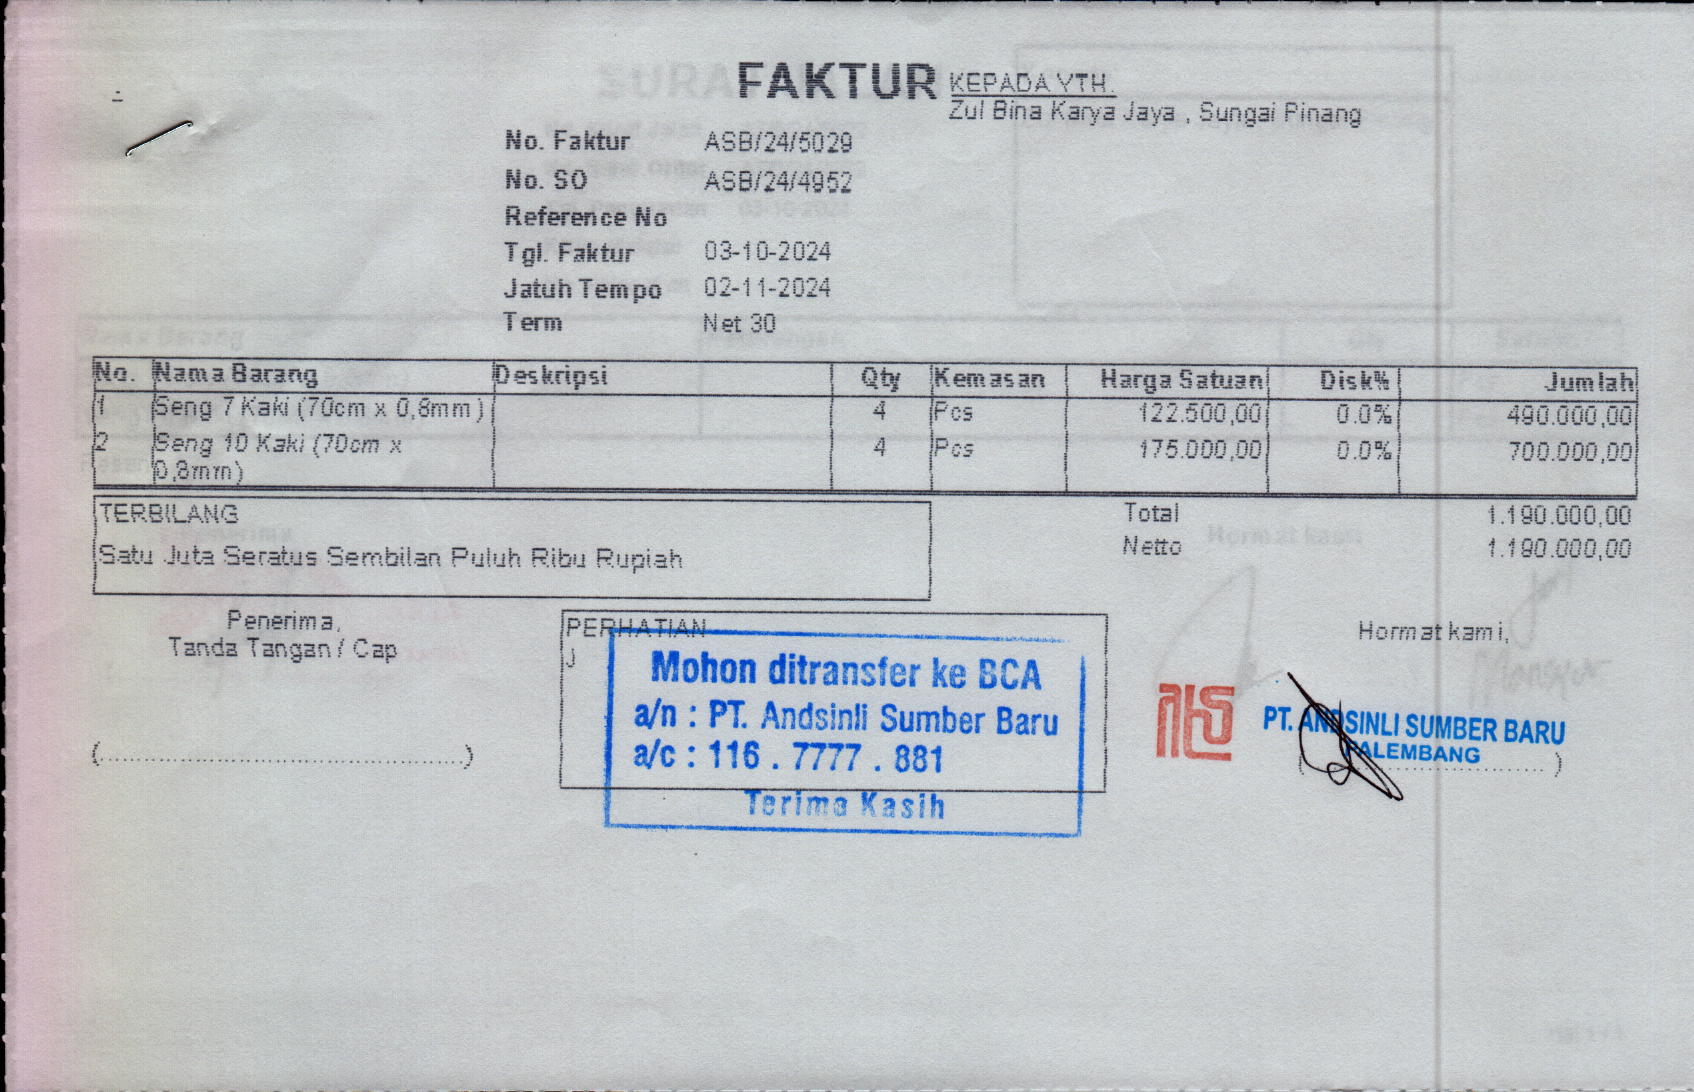 FAKTUR
KEPADA YTH.
Zul Bina Karya Jaya , Sungai Pinang
No. Faktur ASB/24/5029
No. SO ASB/24/4952
Reference No
Tgl. Faktur 03-10-2024
Jatuh Tempo 02-11-2024
Term Net 30
No. Nama Barang Deskripsi Qty Kemasan Harga Satuan Disk% Jumlah
1 Seng 7 Kaki (70cm x 0,8mm) 4 Pcs 122.500,00 0.0% 490.000,00
2 Seng 10 Kaki (70cm x 4 Pcs 175.000,00 0.0% 700.000,00
0,8mm)
TERBILANG
Satu Juta Seratus Sembilan Puluh Ribu Rupiah
Total 1.190.000,00
Netto 1.190.000,00
Penerima,
Tanda Tangan / Cap
(..........)
PERHATIAN
J
Mohon ditransfer ke BCA
a/n : PT. Andsinli Sumber Baru
a/c : 116 . 7777 . 881
Terima Kasih
Hormat kami,
PT. ANDSINLI SUMBER BARU
PALEMBANG
(..........)